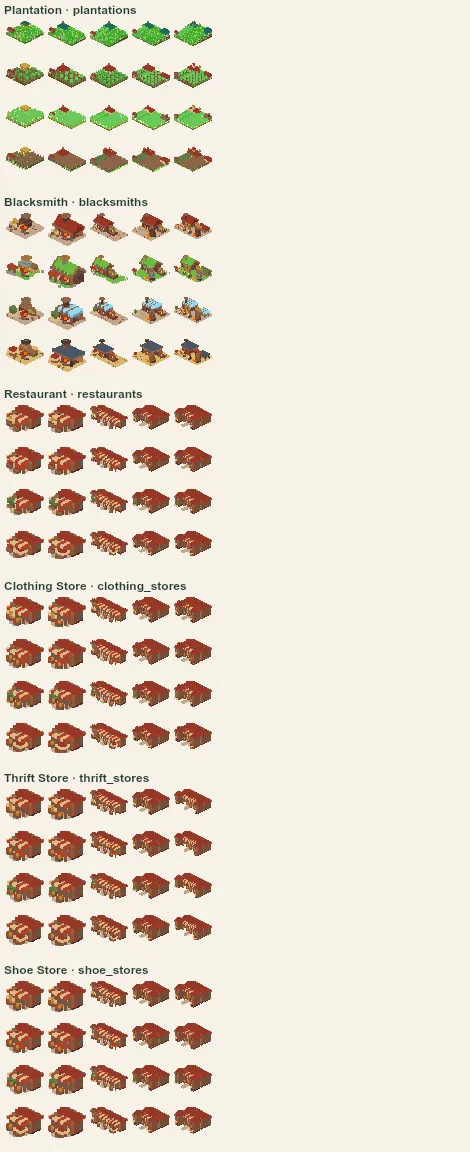 Plantation · plantations
Blacksmith · blacksmiths
Restaurant · restaurants
Clothing Store · clothing_stores
Thrift Store · thrift_stores
Shoe Store · shoe_stores